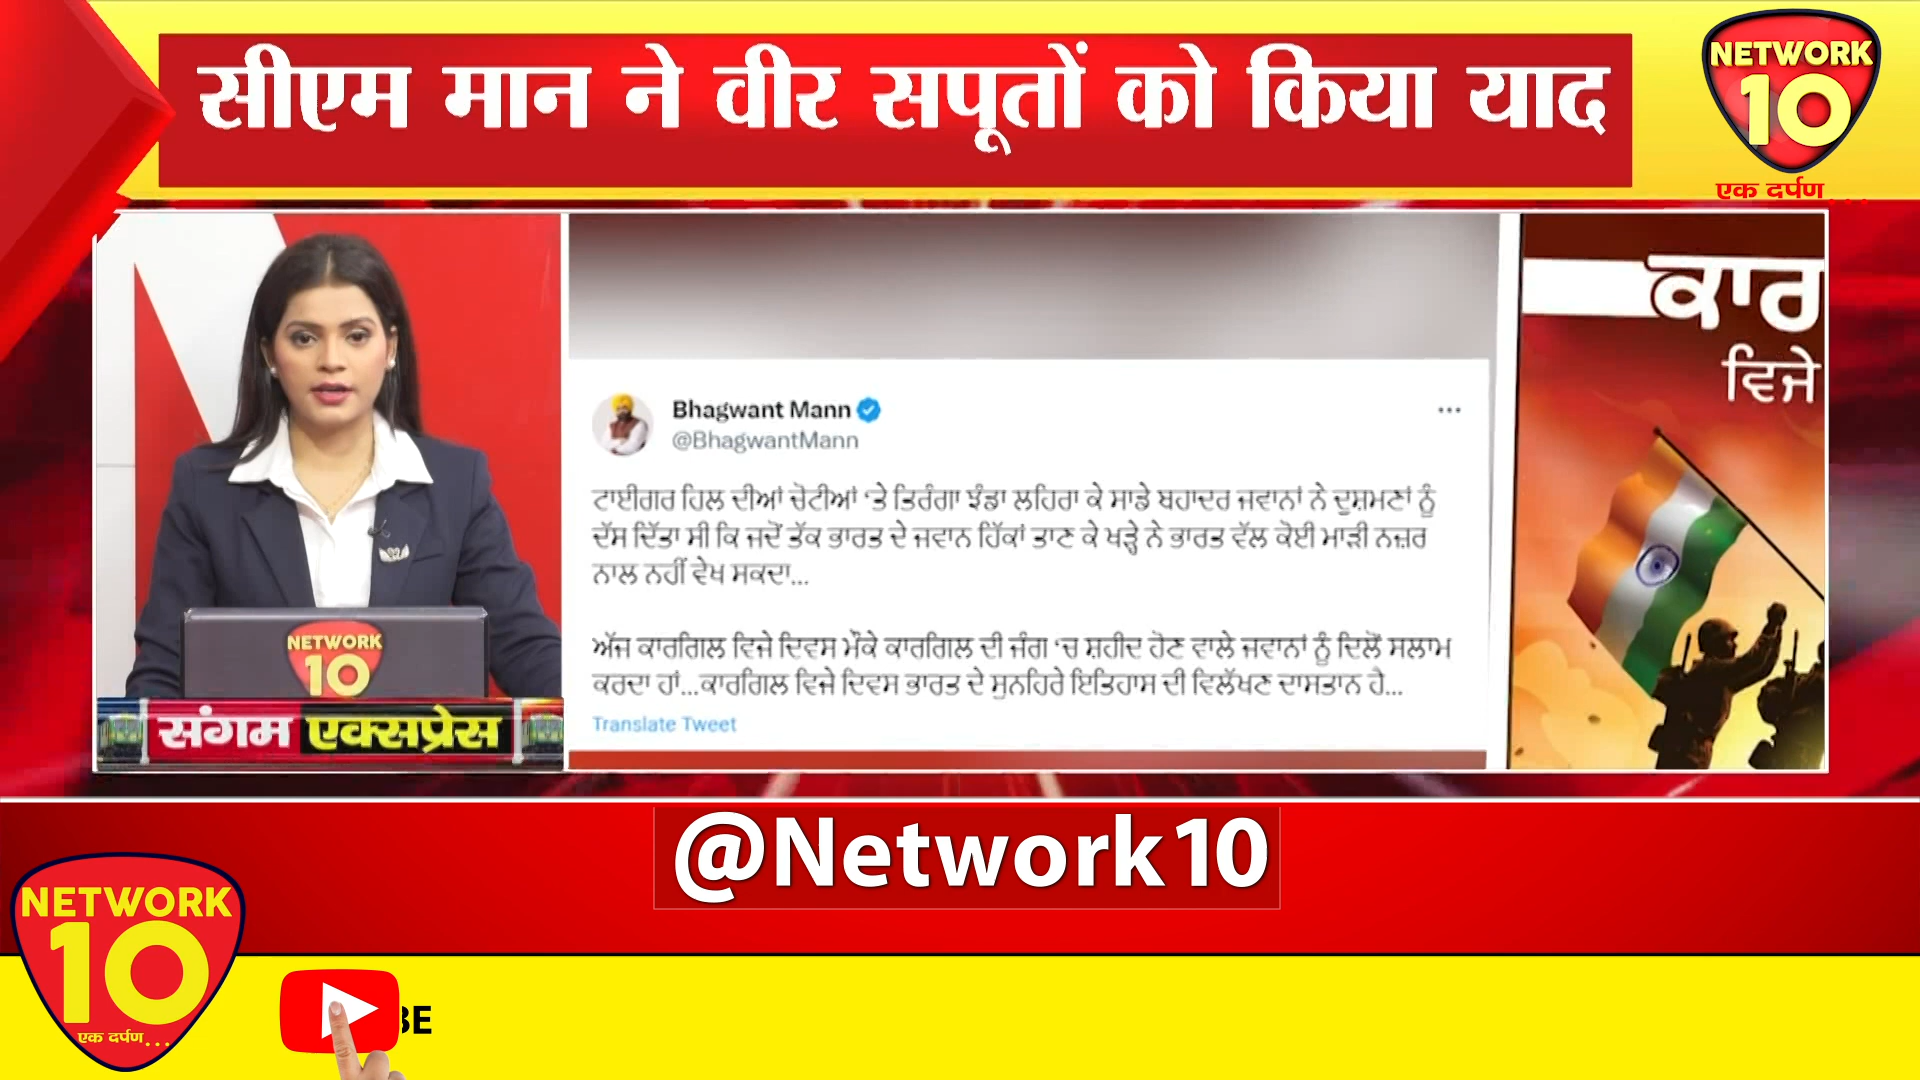 सीएम मान ने वीर सपूतों को किया याद
NETWORK
10
एक दर्पण...
ਕਾਰ
ਵਿਜੇ
Bhagwant Mann
@BhagwantMann
ਟਾਈਗਰ ਹਿਲ ਦੀਆਂ ਚੋਟੀਆਂ ‘ਤੇ ਤਿਰੰਗਾ ਝੰਡਾ ਲਹਿਰਾ ਕੇ ਸਾਡੇ ਬਹਾਦਰ ਜਵਾਨਾਂ ਨੇ ਦੁਸ਼ਮਣਾਂ ਨੂੰ
ਦੱਸ ਦਿੱਤਾ ਸੀ ਕਿ ਜਦੋਂ ਤੱਕ ਭਾਰਤ ਦੇ ਜਵਾਨ ਹਿੱਕਾਂ ਤਾਣ ਕੇ ਖੜ੍ਹੇ ਨੇ ਭਾਰਤ ਵੱਲ ਕੋਈ ਮਾੜੀ ਨਜ਼ਰ
ਨਾਲ ਨਹੀਂ ਵੇਖ ਸਕਦਾ...
ਅੱਜ ਕਾਰਗਿਲ ਵਿਜੇ ਦਿਵਸ ਮੌਕੇ ਕਾਰਗਿਲ ਦੀ ਜੰਗ ‘ਚ ਸ਼ਹੀਦ ਹੋਣ ਵਾਲੇ ਜਵਾਨਾਂ ਨੂੰ ਦਿਲੋਂ ਸਲਾਮ
ਕਰਦਾ ਹਾਂ...ਕਾਰਗਿਲ ਵਿਜੇ ਦਿਵਸ ਭਾਰਤ ਦੇ ਸੁਨਹਿਰੇ ਇਤਿਹਾਸ ਦੀ ਵਿਲੱਖਣ ਦਾਸਤਾਨ ਹੈ...
Translate Tweet
NETWORK
10
संगम एक्सप्रेस
@Network10
NETWORK
10
एक दर्पण...
BE